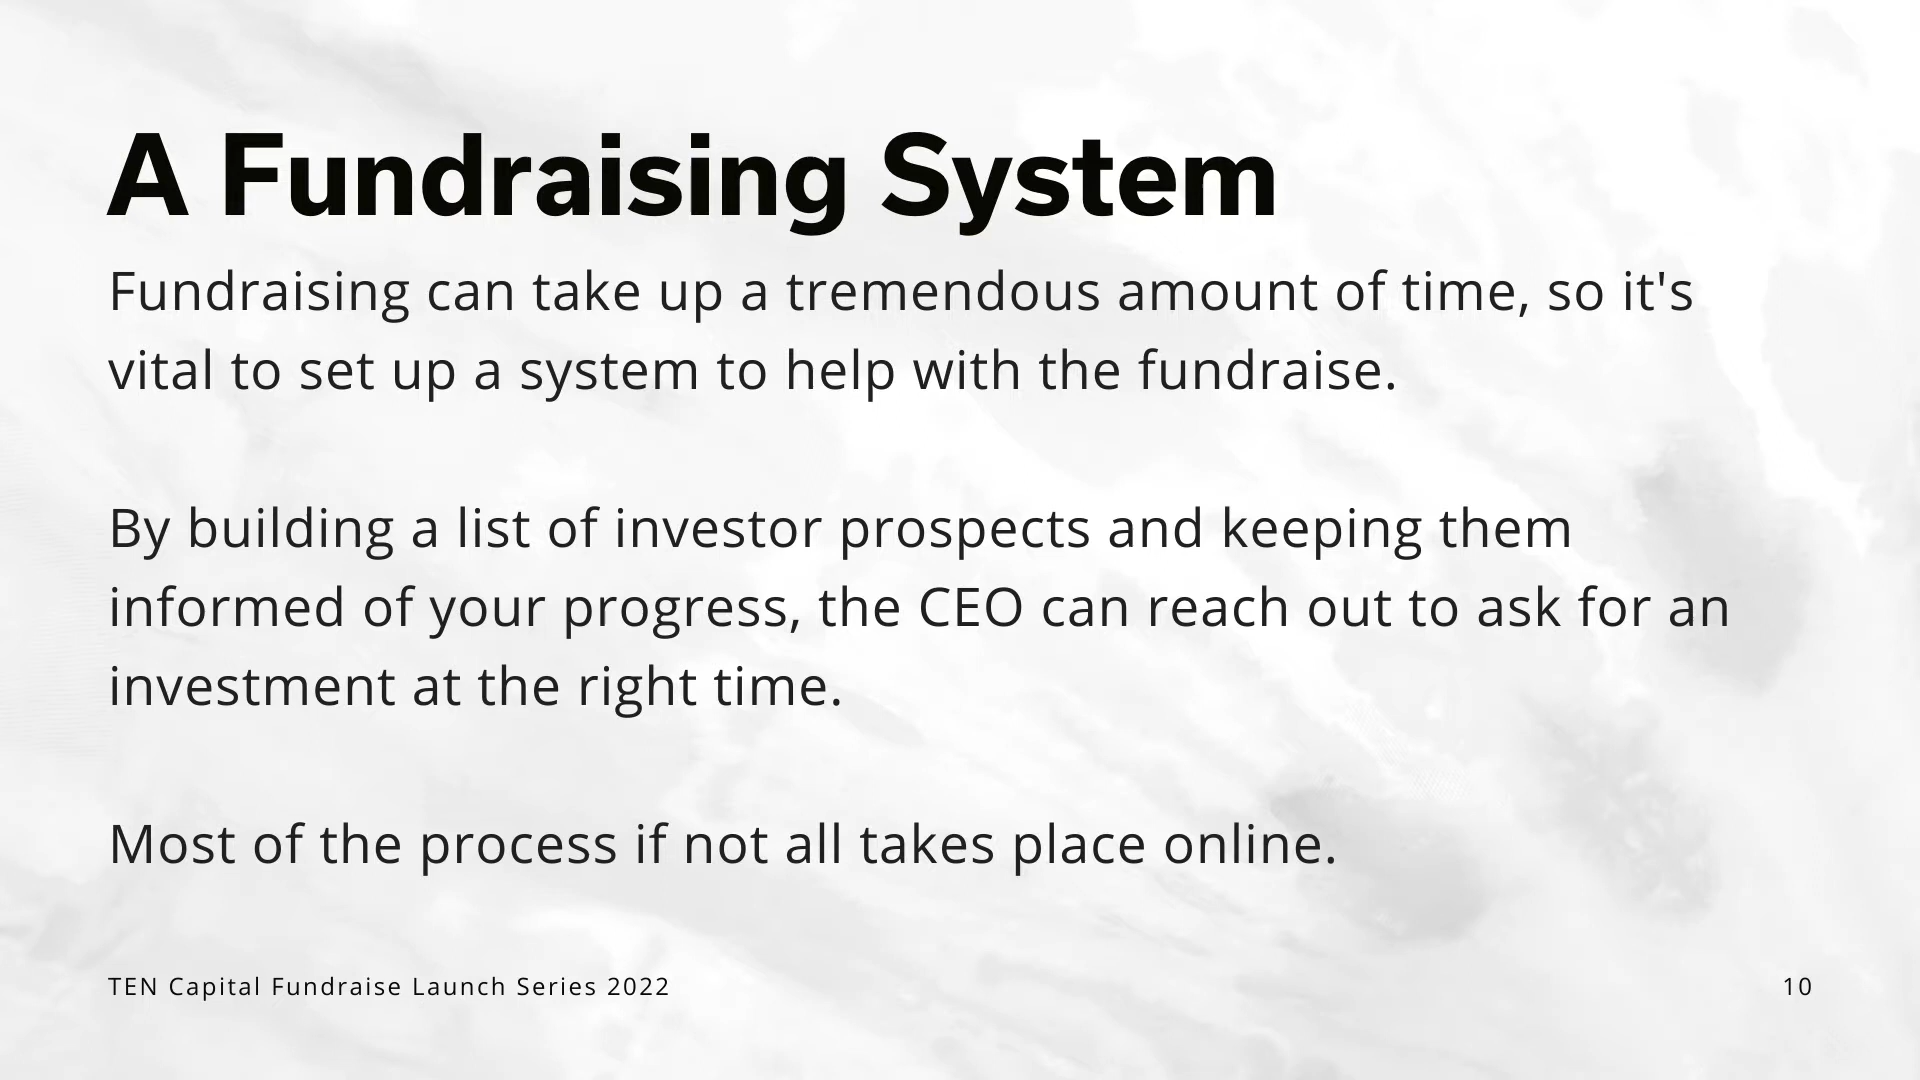 A Fundraising System
Fundraising can take up a tremendous amount of time, so it's
vital to set up a system to help with the fundraise.
By building a list of investor prospects and keeping them
informed of your progress, the CEO can reach out to ask for an
investment at the right time.
Most of the process if not all takes place online.
TEN Capital Fundraise Launch Series 2022
10